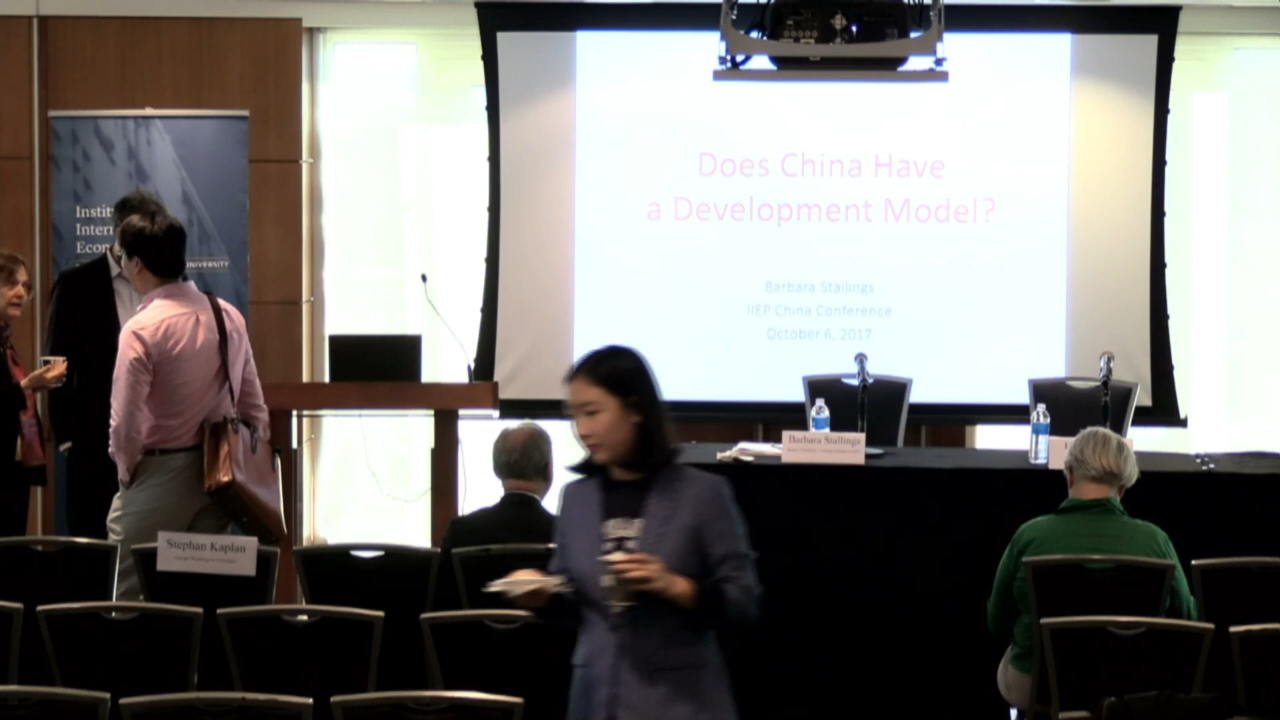 Does China Have
a Development Model?
Barbara Stallings
IIEP China Conference
October 6, 2017
Instit
Inter
Econ
UNIVERSITY
Barbara Stallings
Stephan Kaplan